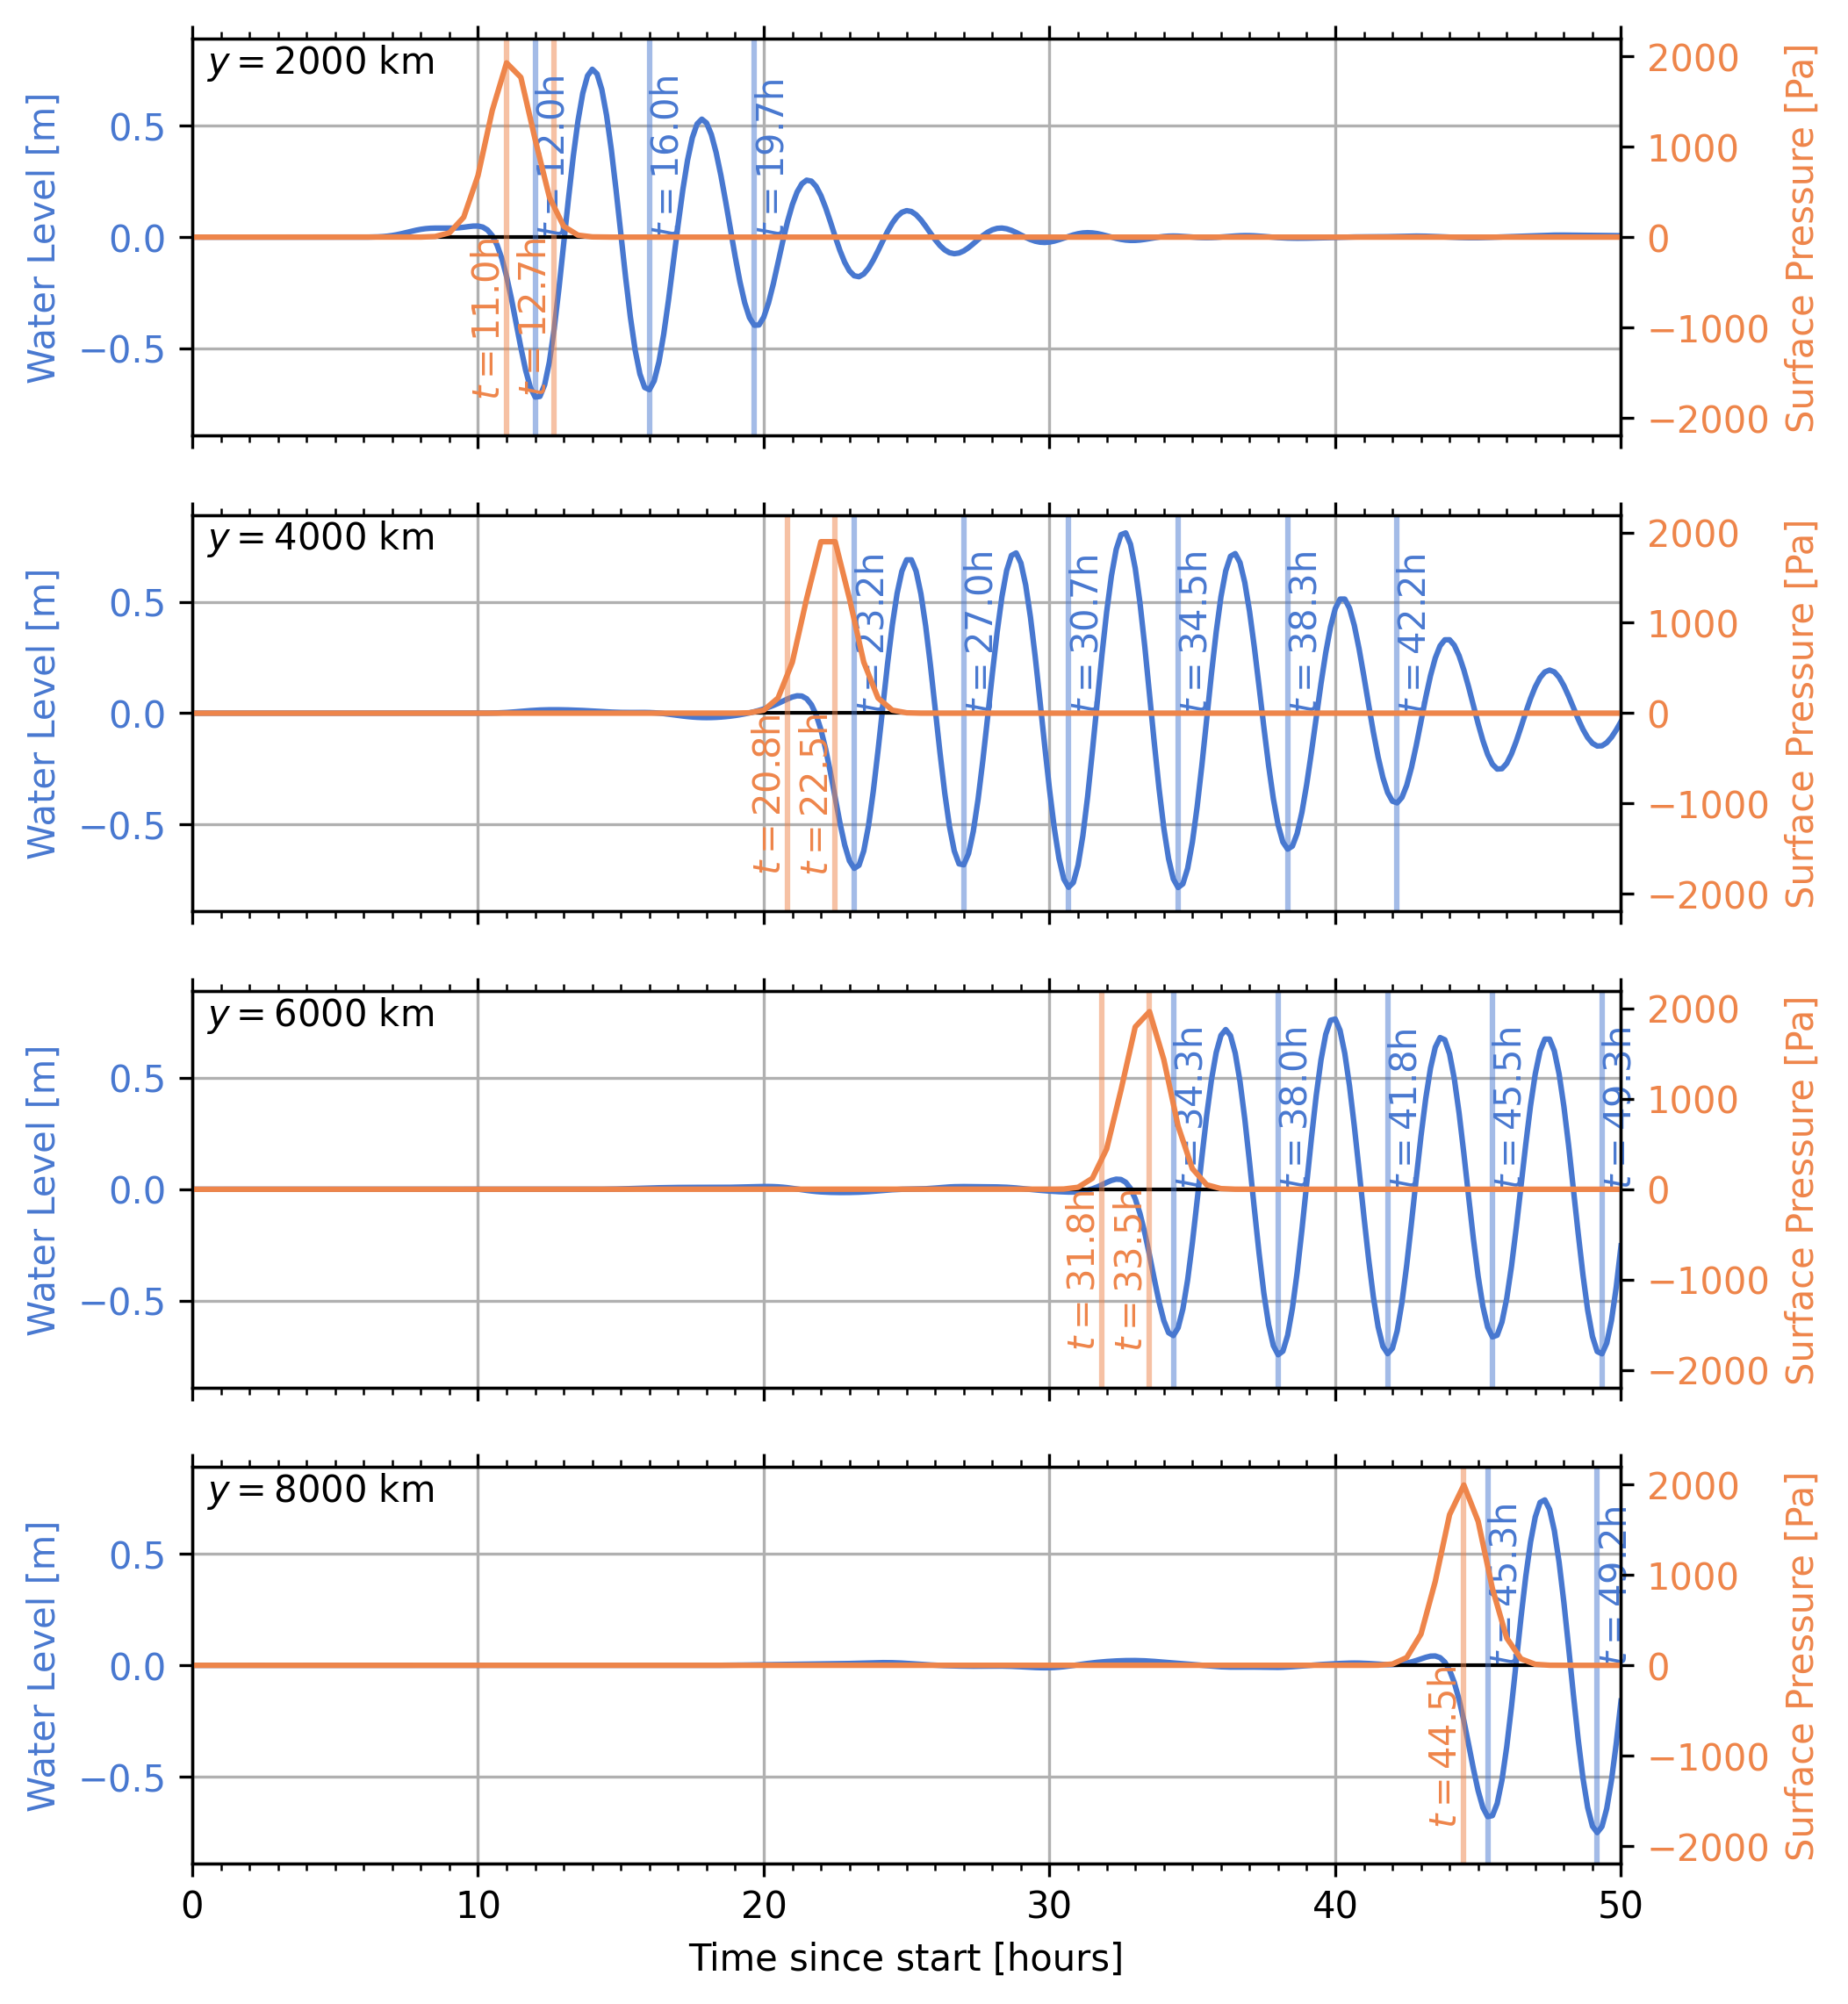 y = 2000 km
Water Level [m]
0.5
0.0
−0.5
t = 11.0h
t = 12.7h
t = 12.0h
t = 16.0h
t = 19.7h
2000
1000
0
−1000
−2000
Surface Pressure [Pa]
y = 4000 km
Water Level [m]
0.5
0.0
−0.5
t = 20.8h
t = 22.5h
t = 23.2h
t = 27.0h
t = 30.7h
t = 34.5h
t = 38.3h
t = 42.2h
2000
1000
0
−1000
−2000
Surface Pressure [Pa]
y = 6000 km
Water Level [m]
0.5
0.0
−0.5
t = 31.8h
t = 33.5h
t = 34.3h
t = 38.0h
t = 41.8h
t = 45.5h
t = 49.3h
2000
1000
0
−1000
−2000
Surface Pressure [Pa]
y = 8000 km
Water Level [m]
0.5
0.0
−0.5
t = 44.5h
t = 45.3h
t = 49.2h
2000
1000
0
−1000
−2000
Surface Pressure [Pa]
0 10 20 30 40 50
Time since start [hours]